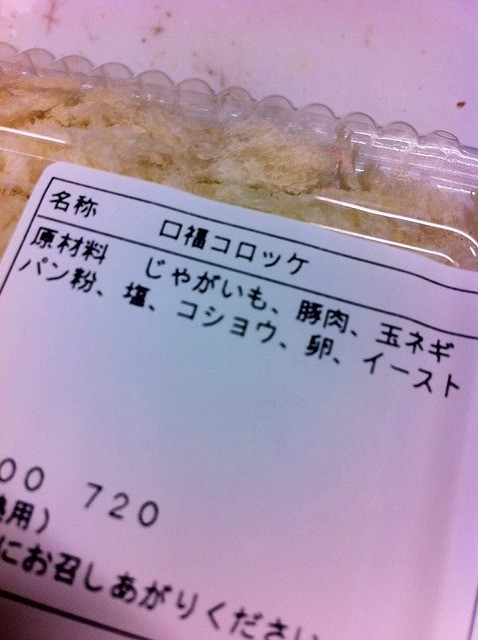 名称 口福コロッケ
原材料 じゃがいも、豚肉、玉ネギ
パン粉、塩、コショウ、卵、イースト
00 720
用)
にお召しあがりください